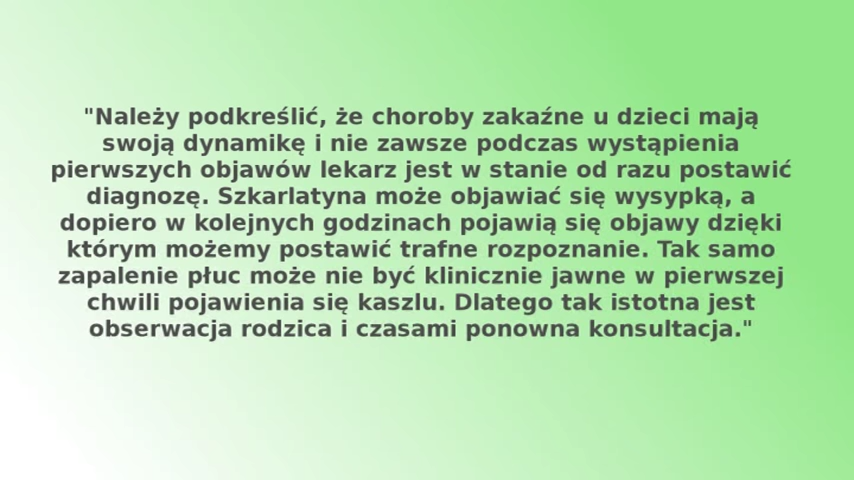 "Należy podkreślić, że choroby zakaźne u dzieci mają
swoją dynamikę i nie zawsze podczas wystąpienia
pierwszych objawów lekarz jest w stanie od razu postawić
diagnozę. Szkarlatyna może objawiać się wysypką, a
dopiero w kolejnych godzinach pojawią się objawy dzięki
którym możemy postawić trafne rozpoznanie. Tak samo
zapalenie płuc może nie być klinicznie jawne w pierwszej
chwili pojawienia się kaszlu. Dlatego tak istotna jest
obserwacja rodzica i czasami ponowna konsultacja."